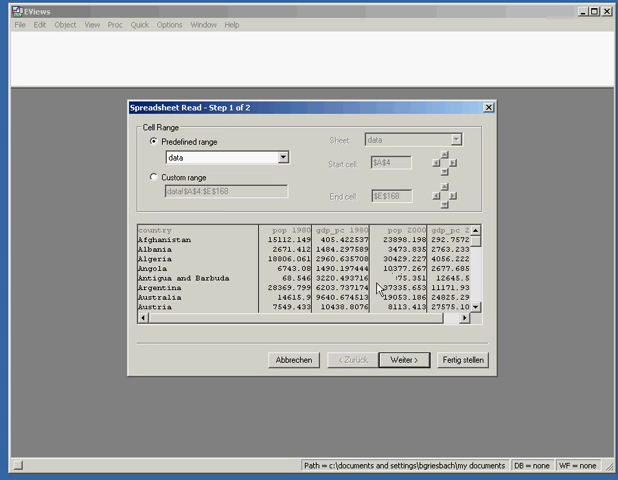 EViews
File Edit Object View Proc Quick Options Window Help
Spreadsheet Read - Step 1 of 2
Cell Range
Predefined range
data
Custom range
data!$A$4:$E$168
Sheet: data
Start cell: $A$4
End cell: $E$168
country pop 1980 gdp_pc 1980 pop 2000 gdp_pc 2
Afghanistan 15112.149 405.422537 23898.198 292.7572
Albania 2671.412 1484.297589 3473.835 2763.233
Algeria 18806.061 2960.635708 30429.227 4056.222
Angola 6743.08 1490.197444 10377.267 2677.685
Antigua and Barbuda 68.546 3220.493716 75.351 12645.5
Argentina 28369.799 6203.737174 37335.653 11171.93
Australia 14615.9 9640.674513 19053.186 24825.29
Austria 7549.433 10438.8076 8113.413 27575.10
Abbrechen < Zurück Weiter > Fertig stellen
Path = c:\documents and settings\bgriesbach\my documents DB = none WF = none